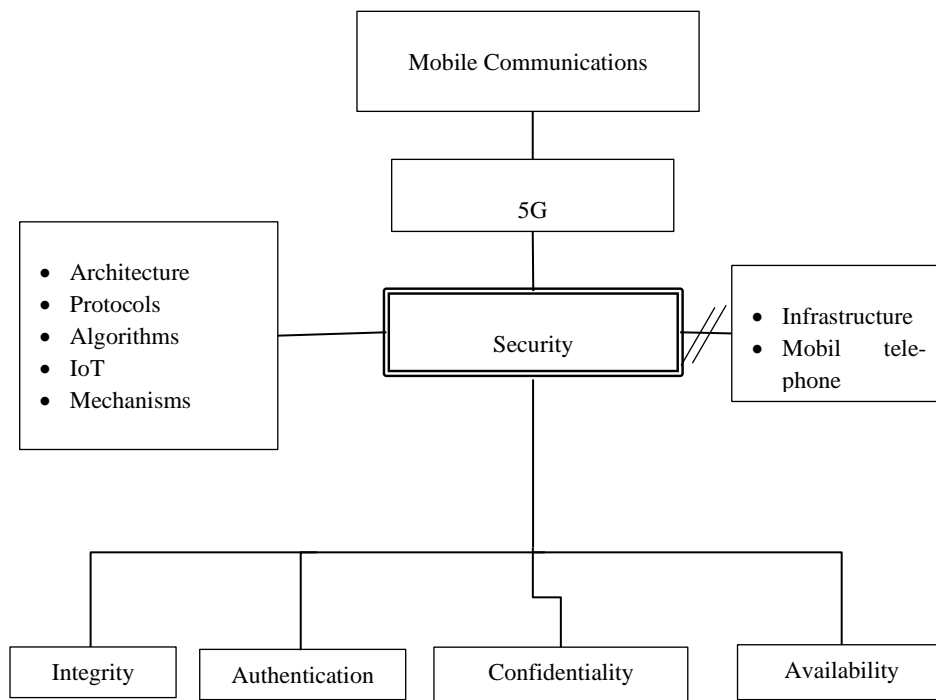 Mobile Communications
5G
• Architecture
• Protocols
• Algorithms
• IoT
• Mechanisms
Security
• Infrastructure
• Mobil tele-
phone
Integrity
Authentication
Confidentiality
Availability